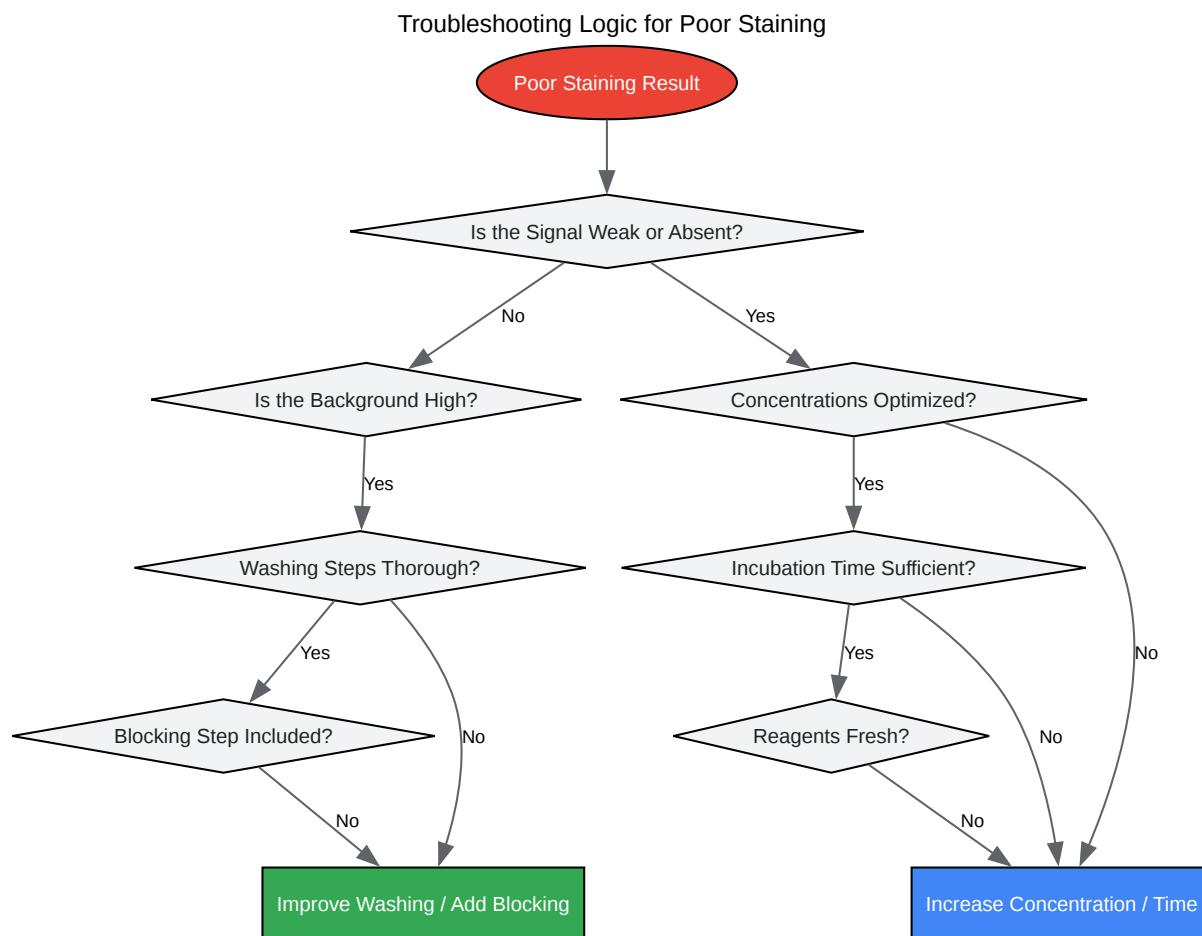 Troubleshooting Logic for Poor Staining
Poor Staining Result
Is the Signal Weak or Absent?
No
Yes
Is the Background High?
Concentrations Optimized?
Yes
Yes
Washing Steps Thorough?
Incubation Time Sufficient?
No
Yes
Yes
Blocking Step Included?
No
Reagents Fresh?
No
No
No
Improve Washing / Add Blocking
Increase Concentration / Time